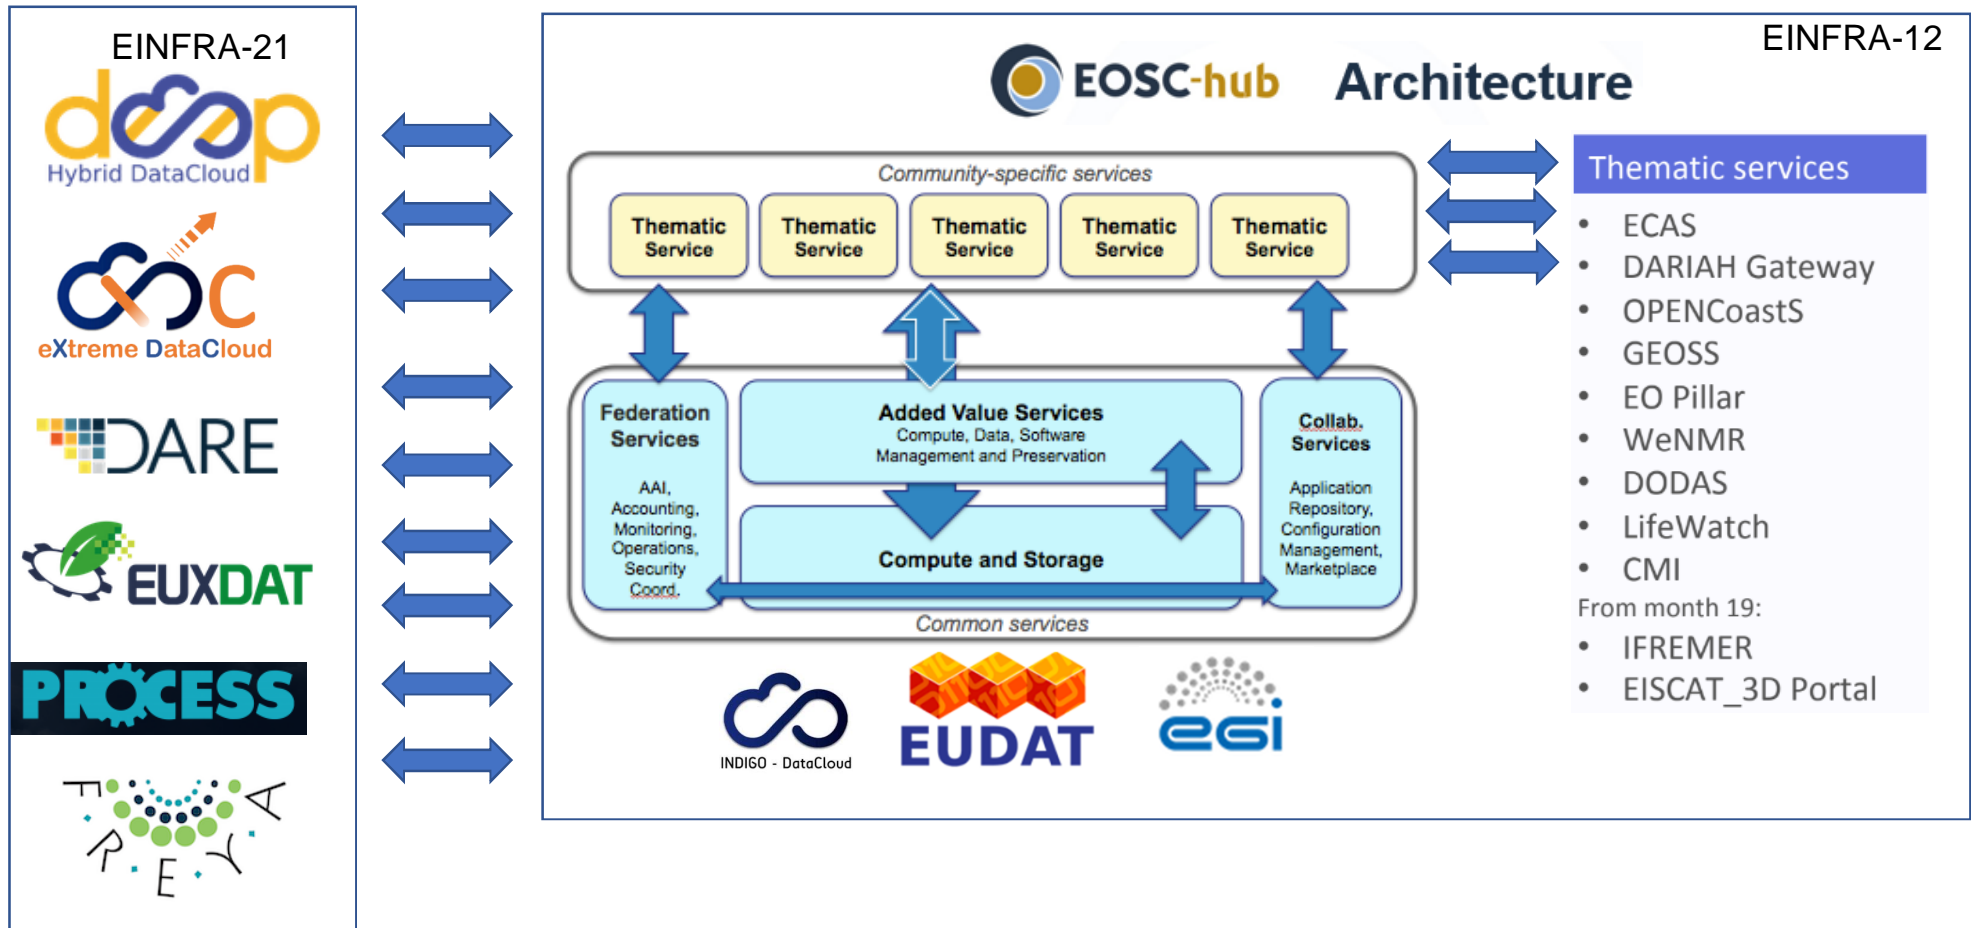 EINFRA-21
deep
Hybrid DataCloud
XDC
eXtreme DataCloud
DARE
EUXDAT
PROCESS
F·R·E·Y·A
EINFRA-12
EOSC-hub Architecture
Community-specific services
Thematic Service
Thematic Service
Thematic Service
Thematic Service
Thematic Service
Federation
Services
AAI,
Accounting,
Monitoring,
Operations,
Security
Coord.
Added Value Services
Compute, Data, Software
Management and Preservation
Compute and Storage
Collab.
Services
Application
Repository,
Configuration
Management,
Marketplace
Common services
INDIGO - DataCloud
EUDAT
egi
Thematic services
• ECAS
• DARIAH Gateway
• OPENCoastS
• GEOSS
• EO Pillar
• WeNMR
• DODAS
• LifeWatch
• CMI
From month 19:
• IFREMER
• EISCAT_3D Portal